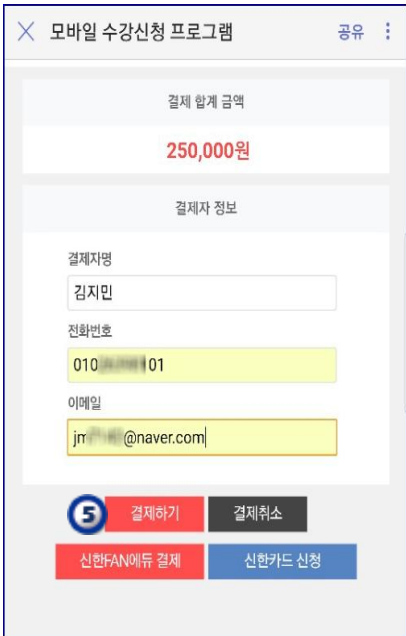 모바일 수강신청 프로그램 공유
결제 합계 금액
250,000원
결제자 정보
결제자명
김지민
전화번호
010 01
이메일
@naver.com
5 결제하기 결제취소
신한FAN에듀 결제 신한카드 신청